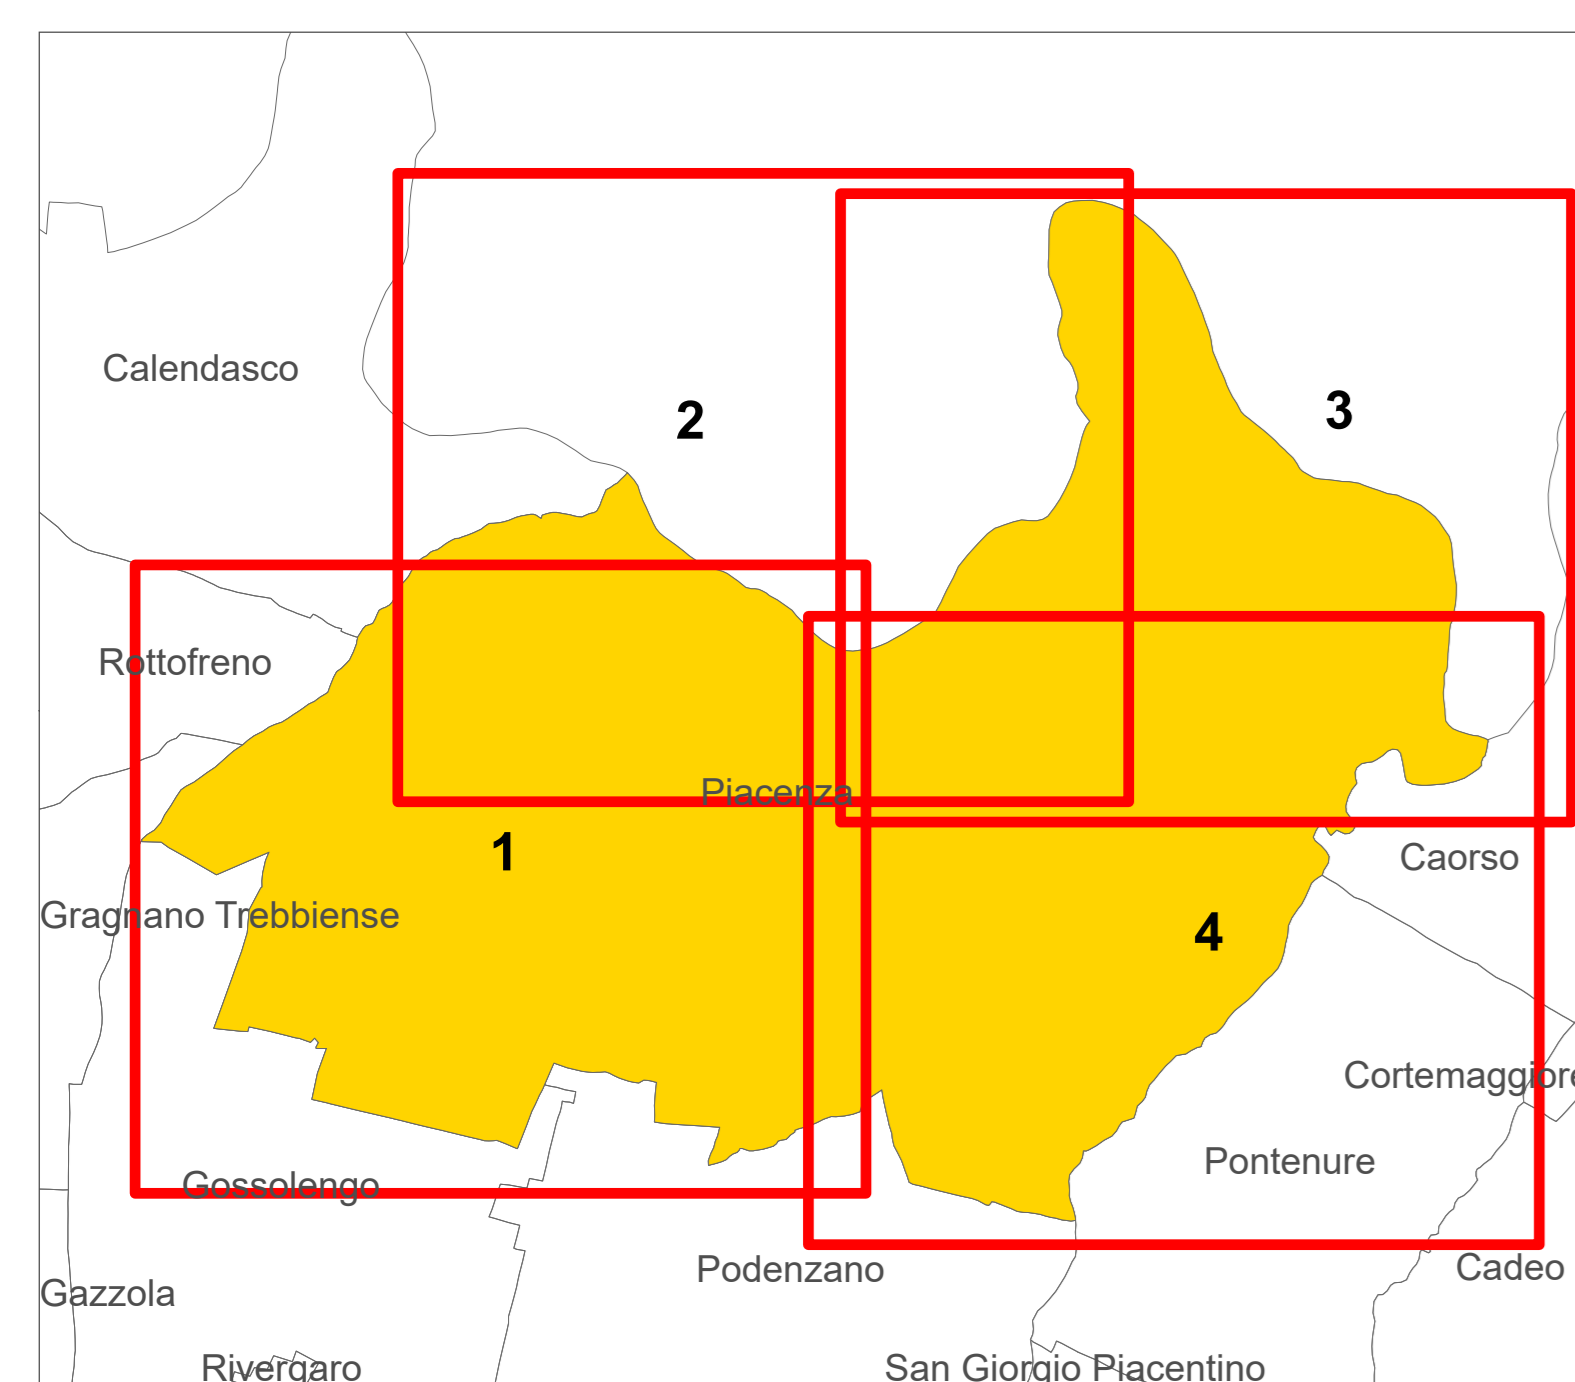 Calendasco
2
3
Rottofreno
Piacenza
1
Caorso
Gragnano Trebbiense
4
Cortemaggiore
Pontenure
Gossolengo
Podenzano
Cadeo
Gazzola
Rivergaro
San Giorgio Piacentino